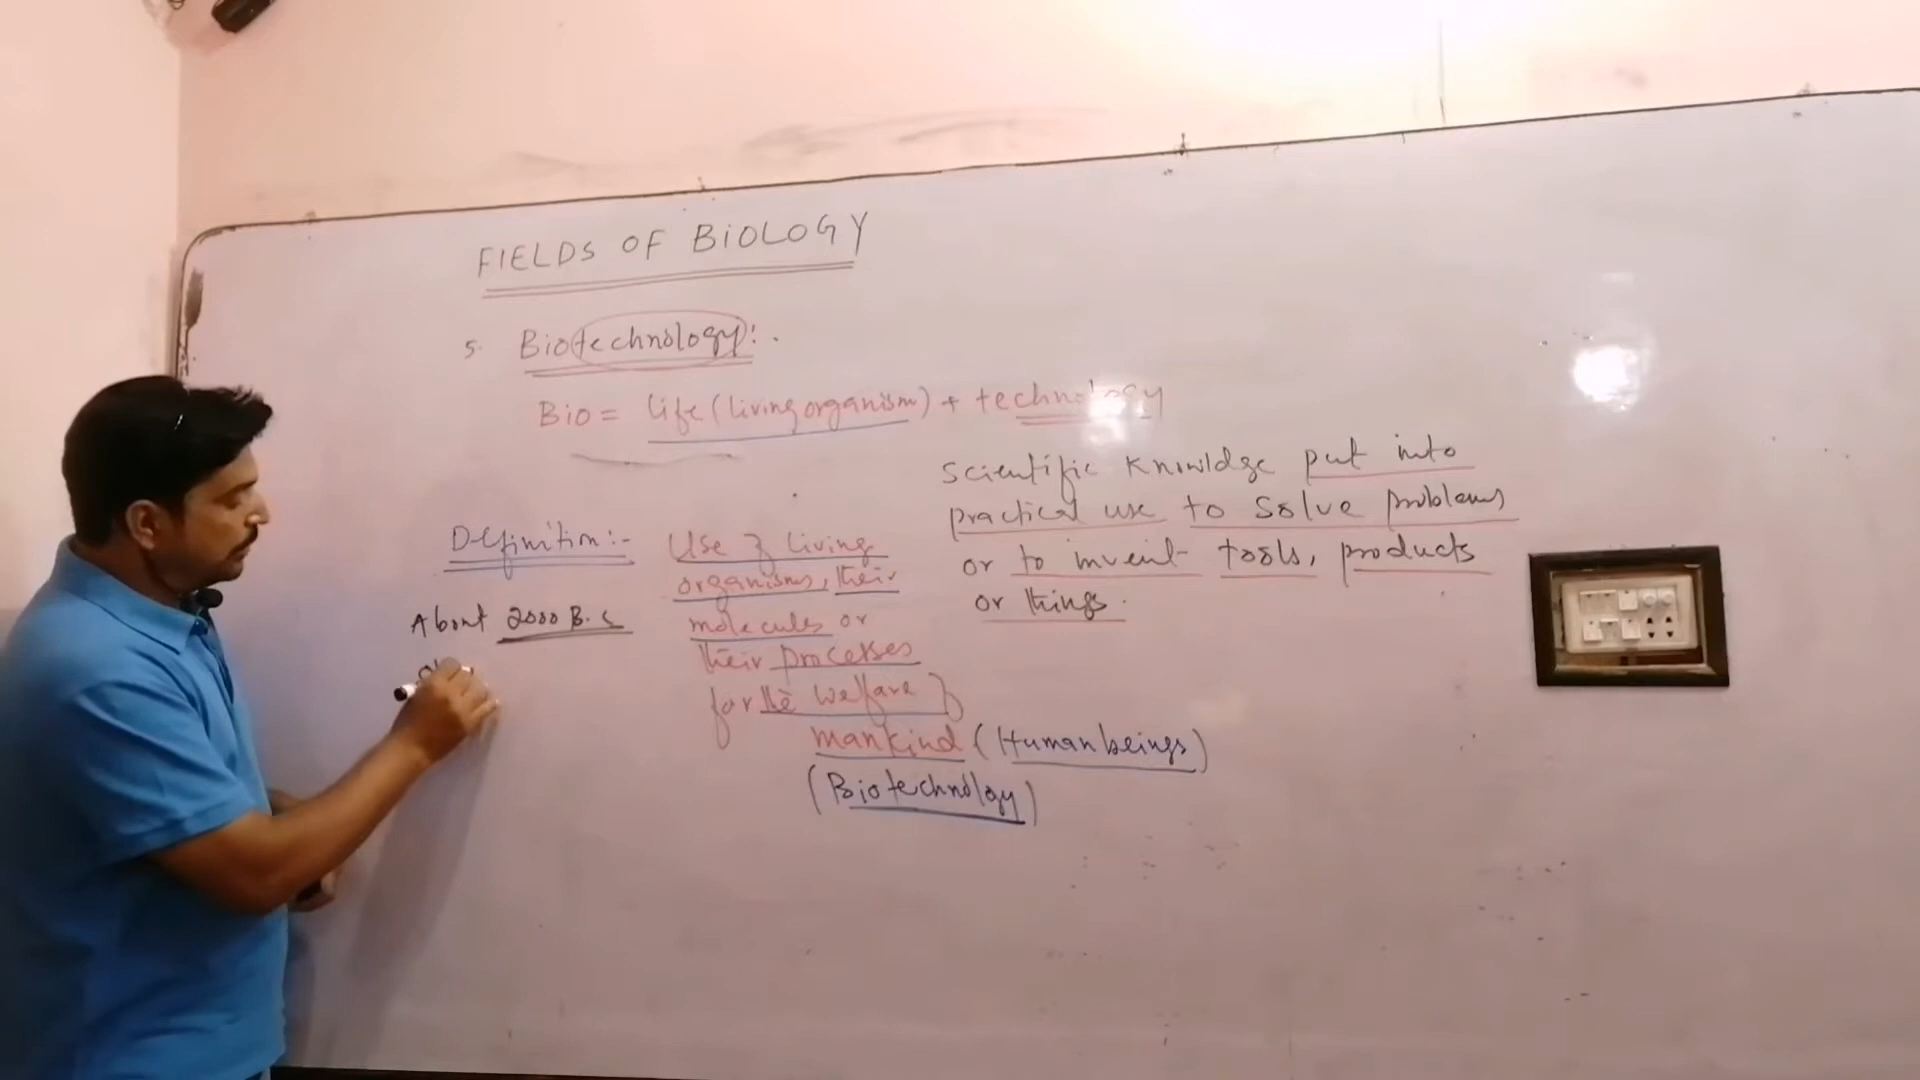 FIELDS OF BIOLOGY
5. Biotechnology:.
Bio = life (living organism) + technology
Scientific Knowldge put into
practical use to solve problems
or to invent tools, products
or things.
Definition:-
Use of living
organisms, their
molecules or
their processes
for the welfare of
mankind (Human beings)
(Biotechnology)
About 2000 B.C